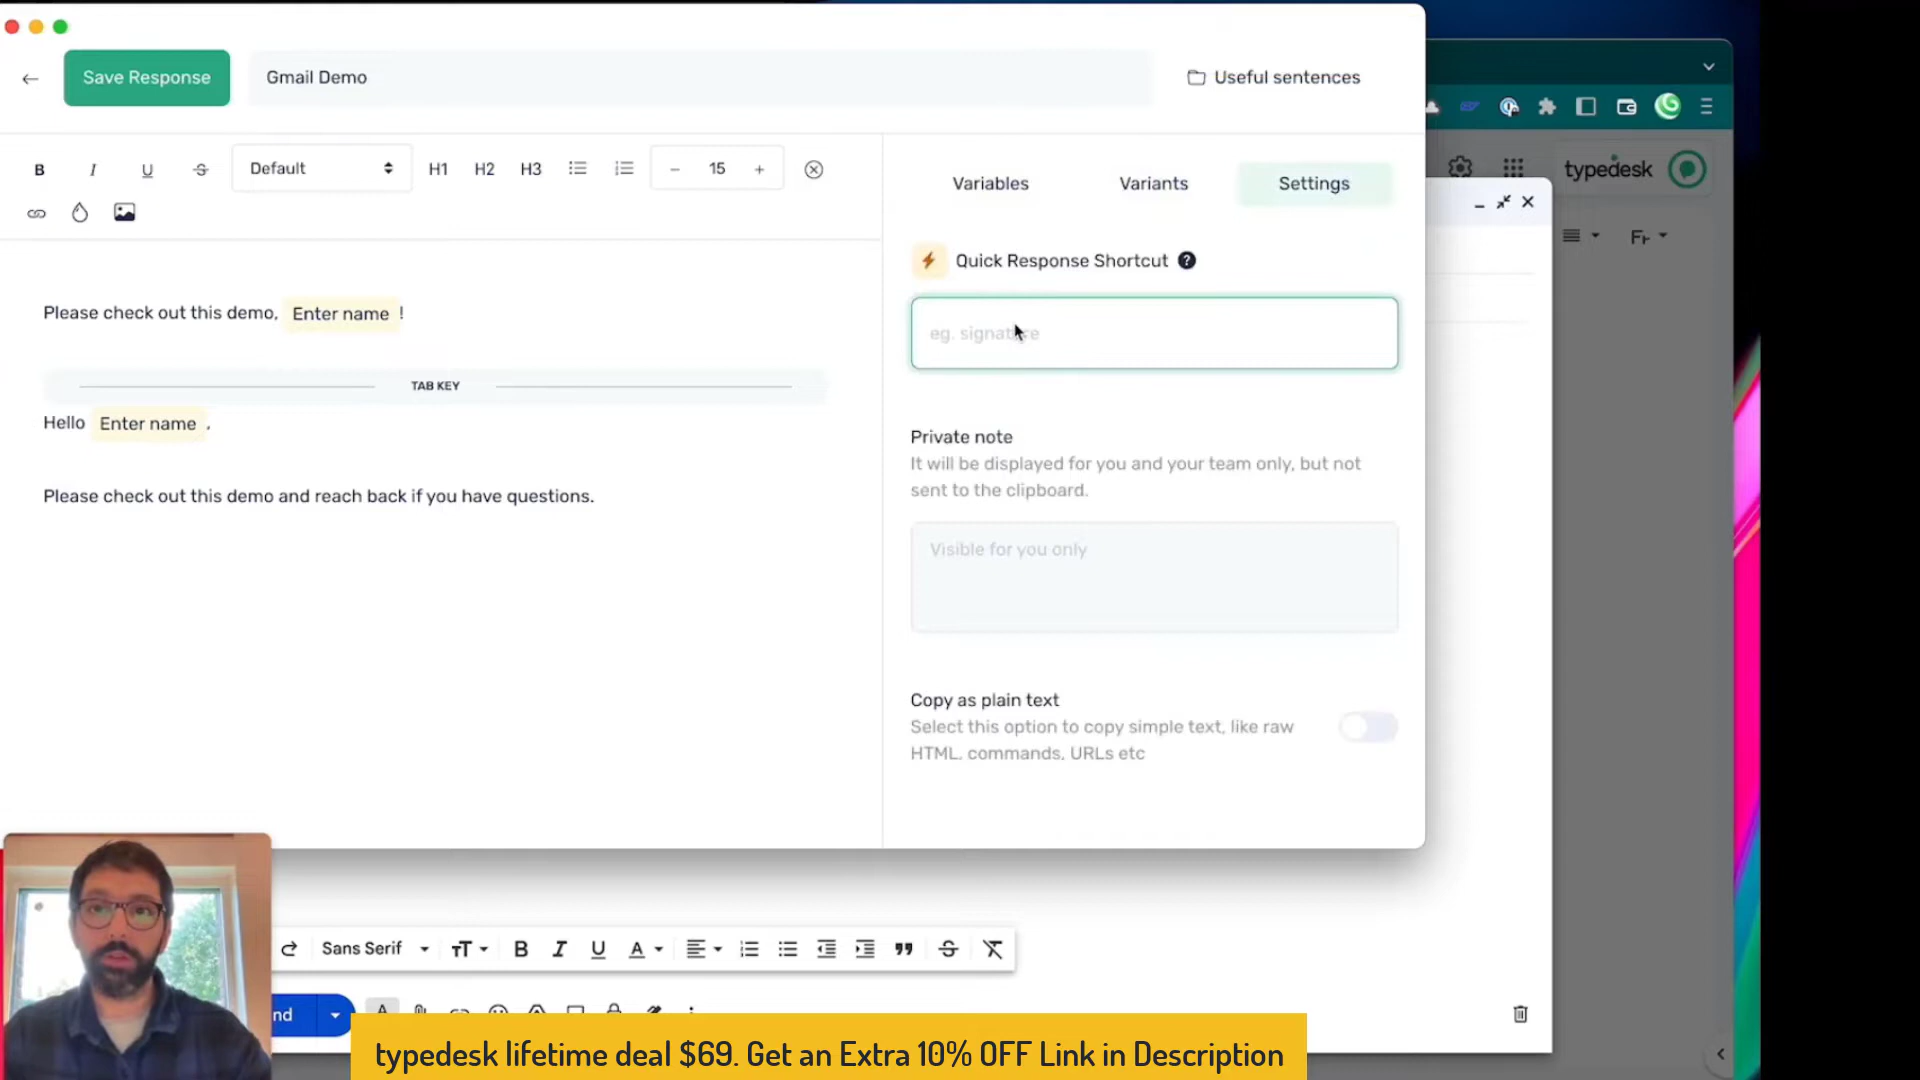 Save Response
Gmail Demo
Useful sentences
B I U S Default H1 H2 H3 − 15 +
Variables
Variants
Settings
typedesk
Fr
Quick Response Shortcut ?
eg. signature
Please check out this demo, Enter name !
TAB KEY
Hello Enter name ,
Please check out this demo and reach back if you have questions.
Private note
It will be displayed for you and your team only, but not
sent to the clipboard.
Visible for you only
Copy as plain text
Select this option to copy simple text, like raw
HTML, commands, URLs etc
Sans Serif B I U A
nd
typedesk lifetime deal $69. Get an Extra 10% OFF Link in Description